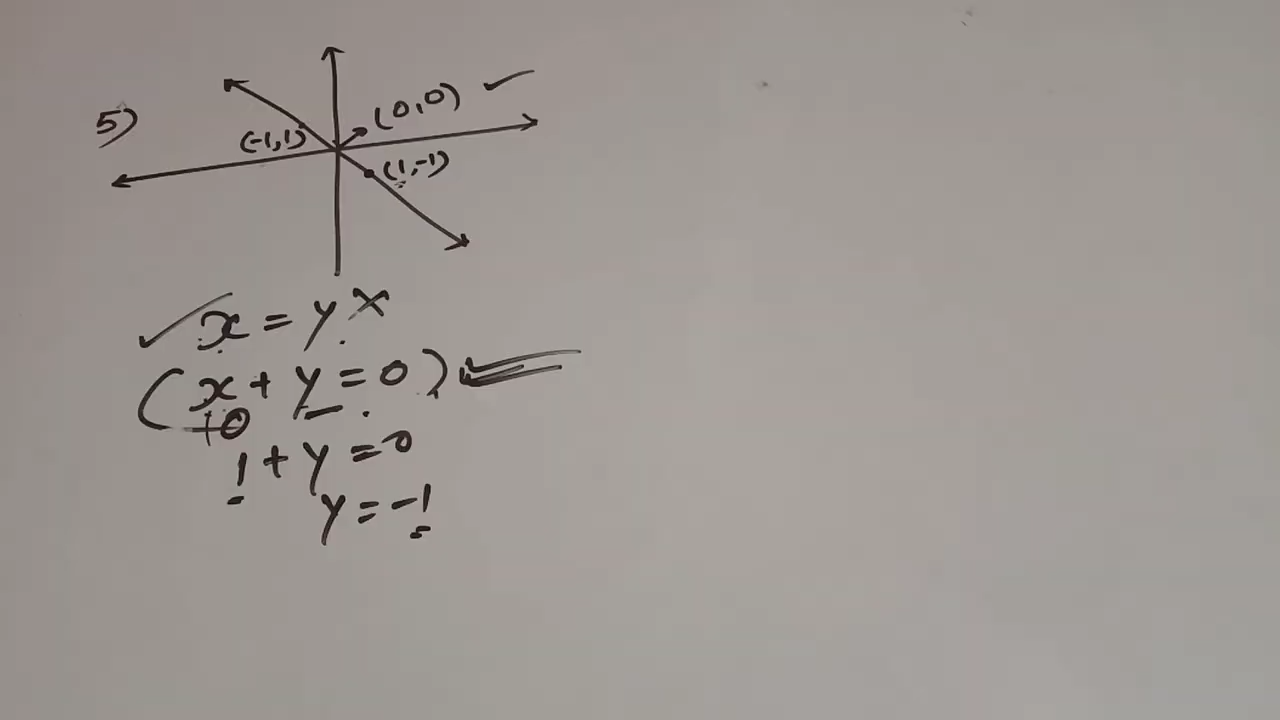 5)
(0,0) ✓
(-1,1)
(1,-1)
✓ x = y ×
(x + y = 0) ✓
+0
1 + y = 0
y = -1